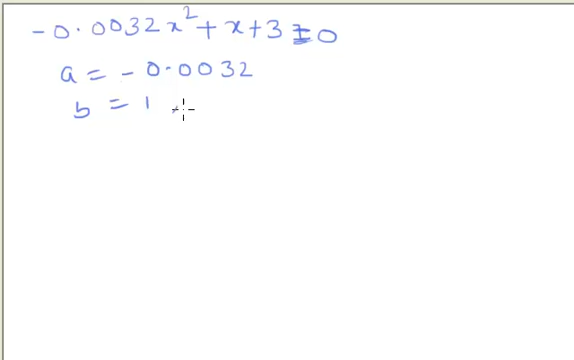 -0.0032x² + x + 3 = 0
a = -0.0032
b = 1